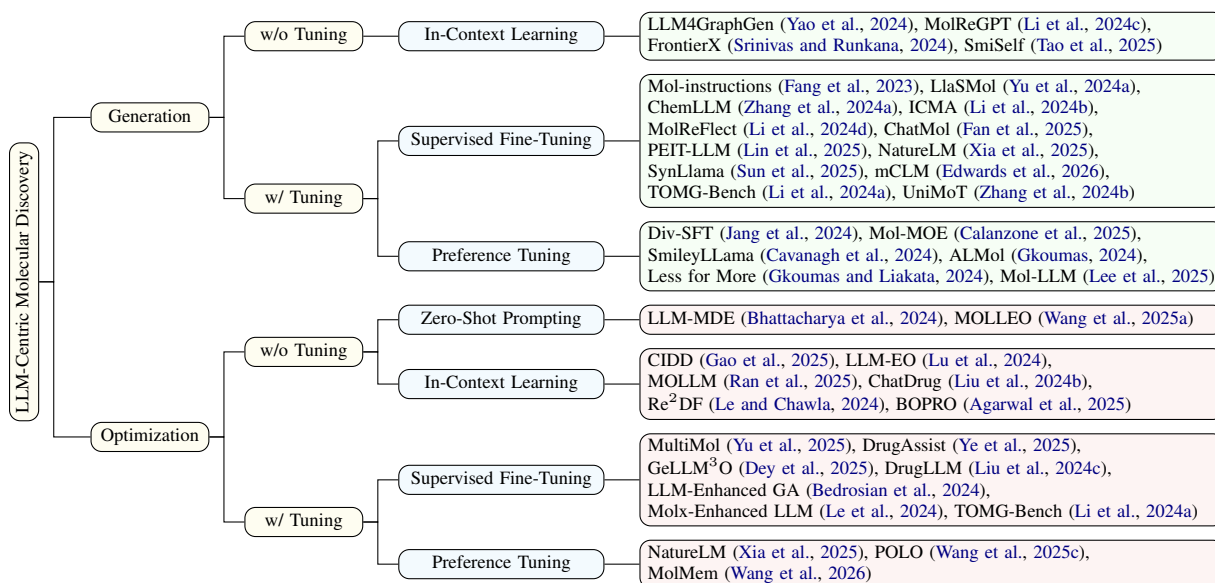 LLM-Centric Molecular Discovery
Generation
w/o Tuning
In-Context Learning
LLM4GraphGen (Yao et al., 2024), MolReGPT (Li et al., 2024c),
FrontierX (Srinivas and Runkana, 2024), SmiSelf (Tao et al., 2025)
w/ Tuning
Supervised Fine-Tuning
Mol-instructions (Fang et al., 2023), LlaSMol (Yu et al., 2024a),
ChemLLM (Zhang et al., 2024a), ICMA (Li et al., 2024b),
MolReFlect (Li et al., 2024d), ChatMol (Fan et al., 2025),
PEIT-LLM (Lin et al., 2025), NatureLM (Xia et al., 2025),
SynLlama (Sun et al., 2025), mCLM (Edwards et al., 2026),
TOMG-Bench (Li et al., 2024a), UniMoT (Zhang et al., 2024b)
Preference Tuning
Div-SFT (Jang et al., 2024), Mol-MOE (Calanzone et al., 2025),
SmileyLLama (Cavanagh et al., 2024), ALMol (Gkoumas, 2024),
Less for More (Gkoumas and Liakata, 2024), Mol-LLM (Lee et al., 2025)
Optimization
w/o Tuning
Zero-Shot Prompting
LLM-MDE (Bhattacharya et al., 2024), MOLLEO (Wang et al., 2025a)
In-Context Learning
CIDD (Gao et al., 2025), LLM-EO (Lu et al., 2024),
MOLLM (Ran et al., 2025), ChatDrug (Liu et al., 2024b),
Re²DF (Le and Chawla, 2024), BOPRO (Agarwal et al., 2025)
w/ Tuning
Supervised Fine-Tuning
MultiMol (Yu et al., 2025), DrugAssist (Ye et al., 2025),
GeLLM³O (Dey et al., 2025), DrugLLM (Liu et al., 2024c),
LLM-Enhanced GA (Bedrosian et al., 2024),
Molx-Enhanced LLM (Le et al., 2024), TOMG-Bench (Li et al., 2024a)
Preference Tuning
NatureLM (Xia et al., 2025), POLO (Wang et al., 2025c),
MolMem (Wang et al., 2026)